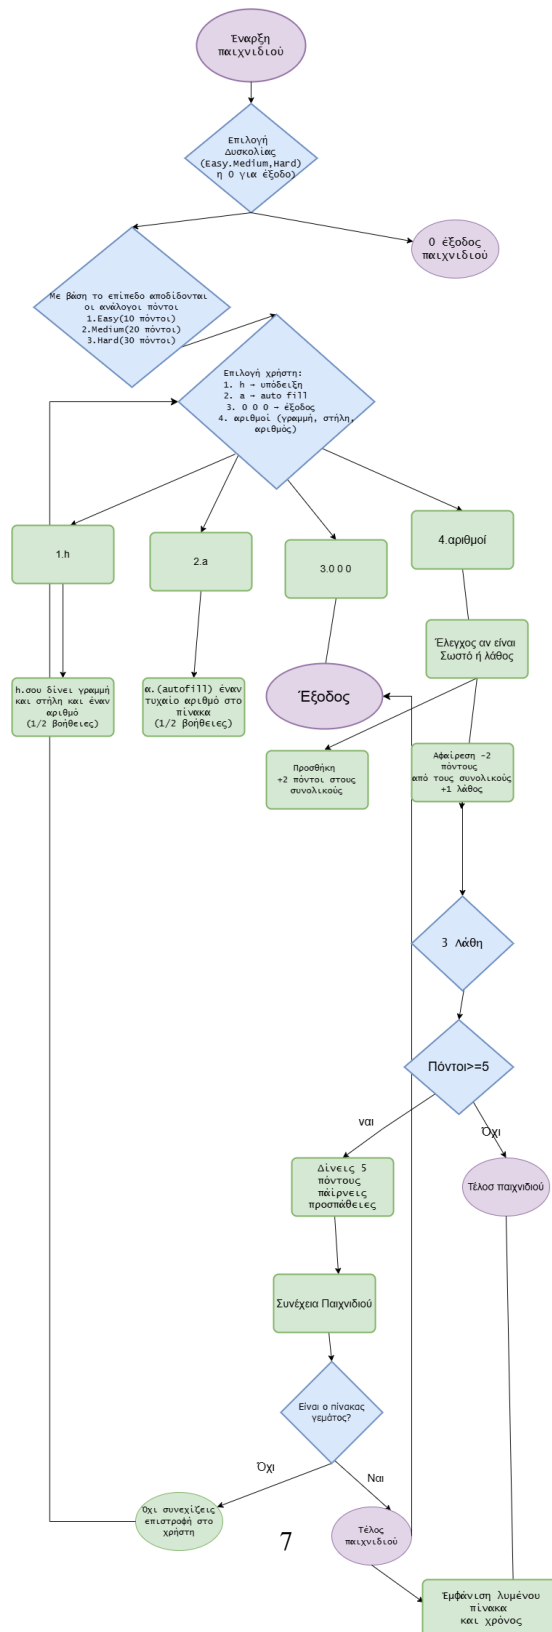 Έναρξη
παιχνιδιού
Επιλογή
Δυσκολίας
(Easy.Medium,Hard)
η 0 για έξοδο)
0 έξοδος
παιχνιδιού
Με βάση το επίπεδο αποδίδονται
οι ανάλογοι πόντοι
1.Easy(10 πόντοι)
2.Medium(20 πόντοι)
3.Hard(30 πόντοι)
Επιλογή χρήστη:
1. h → υπόδειξη
2. a → auto fill
3. 0 0 0 → έξοδος
4. αριθμοί (γραμμή, στήλη,
αριθμός)
1.h
2.a
3.0 0 0
4.αριθμοί
h.σου δίνει γραμμή
και στήλη και έναν
αριθμό
(1/2 βοήθειες)
α.(autofill) έναν
τυχαίο αριθμό στο
πίνακα
(1/2 βοήθειες)
Έξοδος
Έλεγχος αν είναι
Σωστό ή λάθος
Προσθήκη
+2 πόντοι στους
συνολικούς
Αφαίρεση -2
πόντους
από τους συνολικούς
+1 λάθος
3 Λάθη
Πόντοι>=5
ναι
Όχι
Δίνεις 5
πόντους
πάίρνεις
προσπάθειες
Τέλοσ παιχνιδιού
Συνέχεια Παιχνιδιού
Είναι ο πίνακας
γεμάτος?
Όχι
Ναι
Όχι συνεχίζεις
επιστροφή στο
χρήστη
7
Τέλος
παιχνιδιού
Έμφάνιση λυμένου
πίνακα
και χρόνος